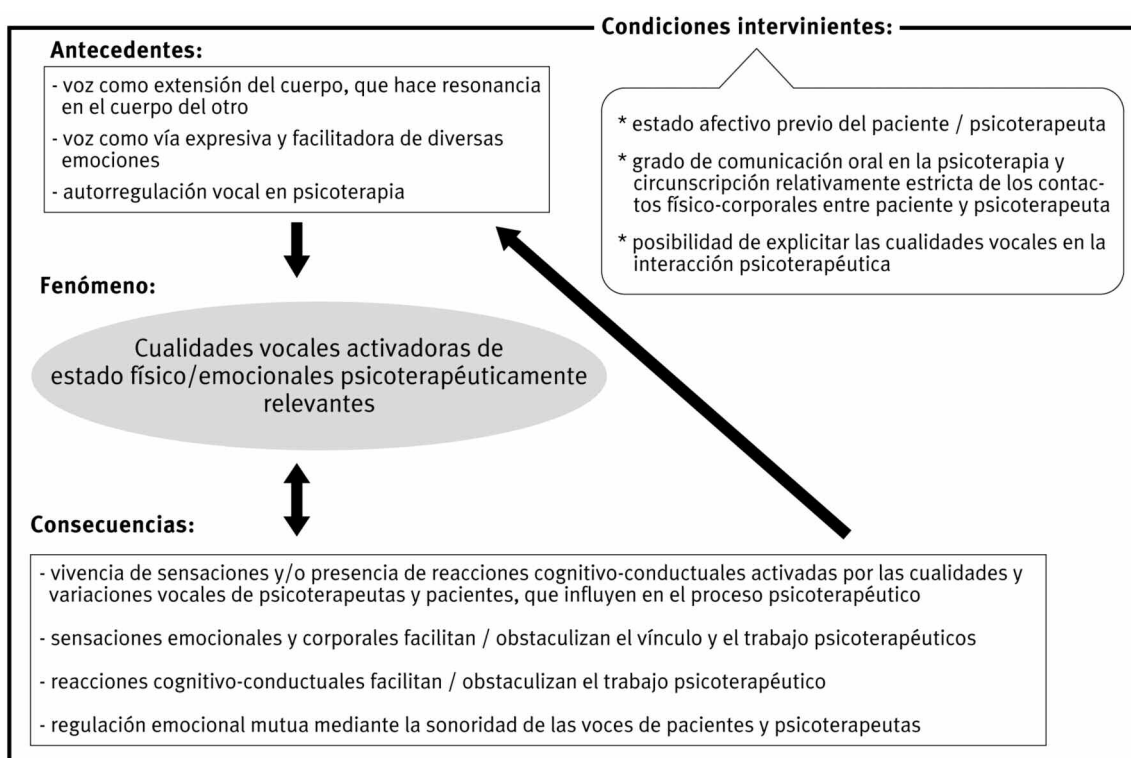 Condiciones intervinientes:
Antecedentes:
- voz como extensión del cuerpo, que hace resonancia
en el cuerpo del otro
- voz como vía expresiva y facilitadora de diversas
emociones
- autorregulación vocal en psicoterapia
* estado afectivo previo del paciente / psicoterapeuta
* grado de comunicación oral en la psicoterapia y
circunscripción relativamente estricta de los contac-
tos físico-corporales entre paciente y psicoterapeuta
* posibilidad de explicitar las cualidades vocales en la
interacción psicoterapéutica
Fenómeno:
Cualidades vocales activadoras de
estado físico/emocionales psicoterapéuticamente
relevantes
Consecuencias:
- vivencia de sensaciones y/o presencia de reacciones cognitivo-conductuales activadas por las cualidades y
variaciones vocales de psicoterapeutas y pacientes, que influyen en el proceso psicoterapéutico
- sensaciones emocionales y corporales facilitan / obstaculizan el vínculo y el trabajo psicoterapéuticos
- reacciones cognitivo-conductuales facilitan / obstaculizan el trabajo psicoterapéutico
- regulación emocional mutua mediante la sonoridad de las voces de pacientes y psicoterapeutas